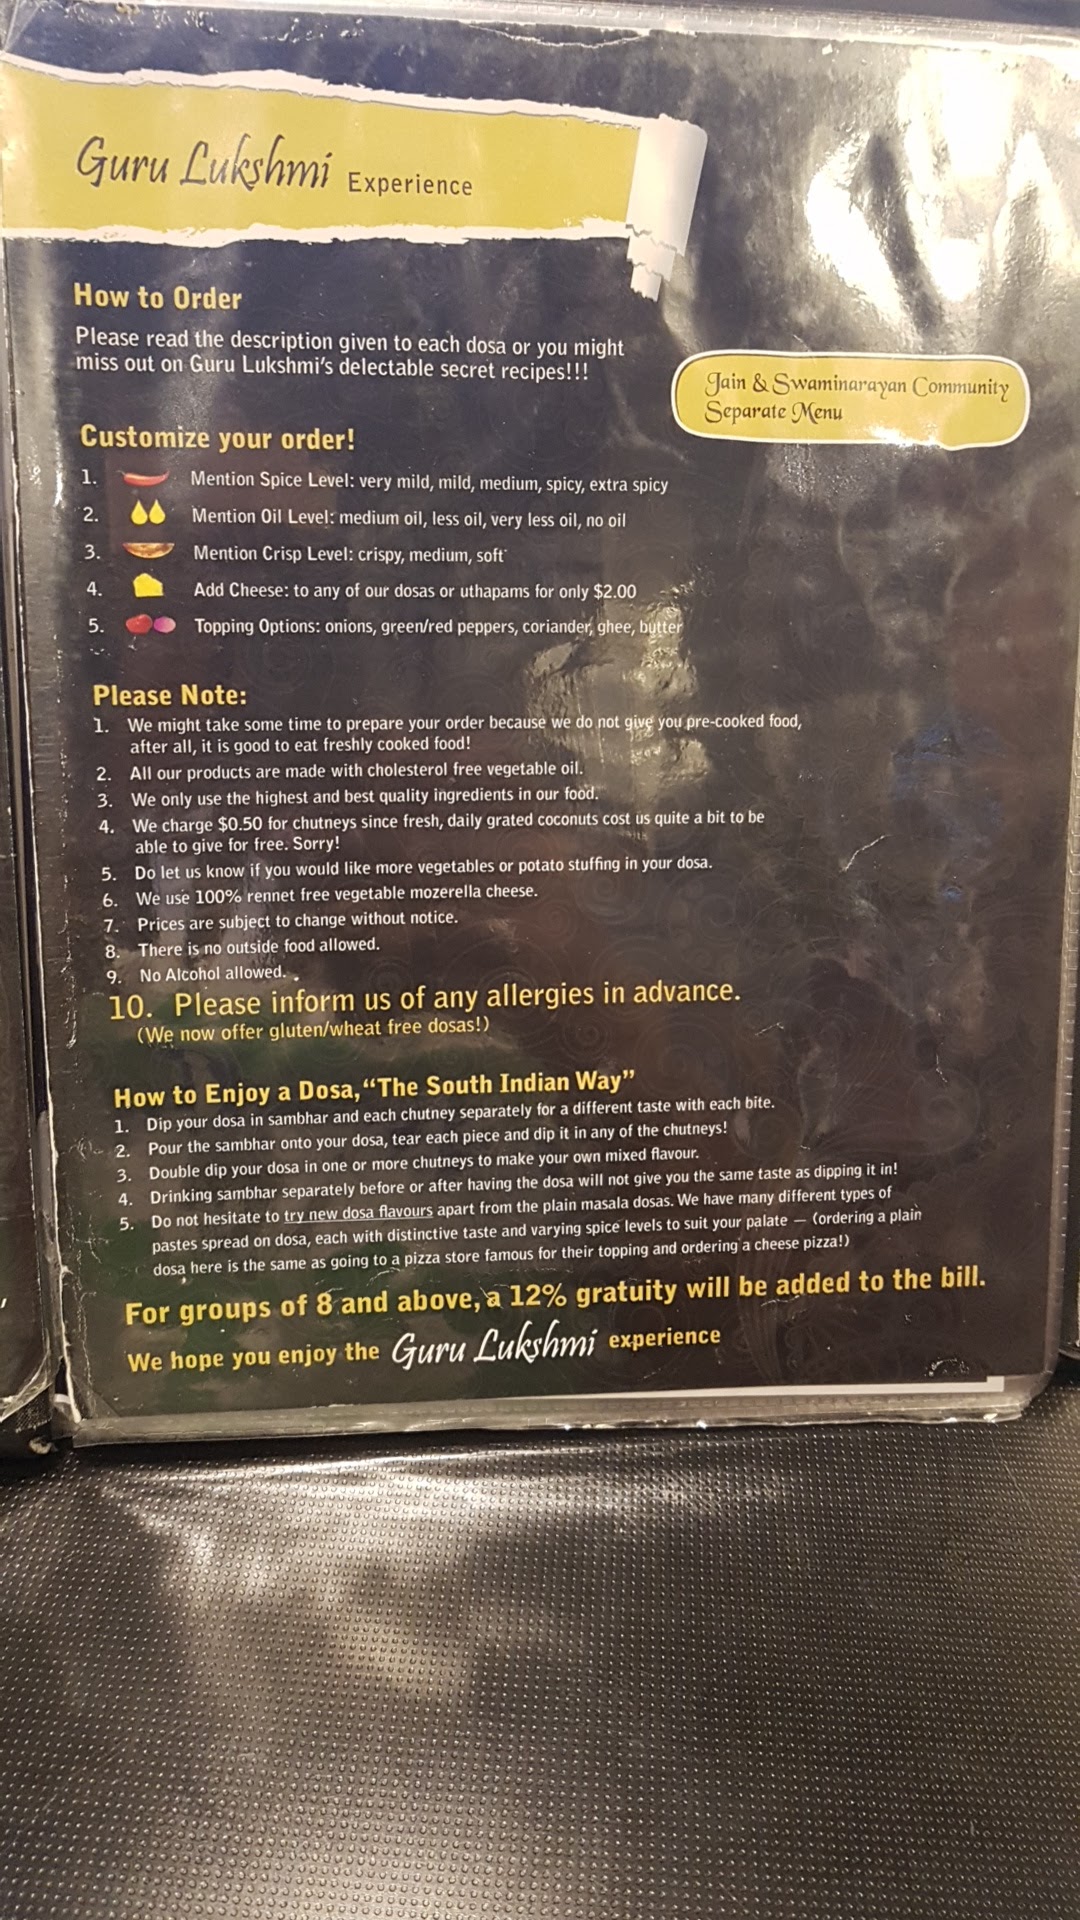 Guru Lukshmi Experience
How to Order
Please read the description given to each dosa or you might
miss out on Guru Lukshmi's delectable secret recipes!!!
Jain & Swaminarayan Community
Separate Menu
Customize your order!
1. Mention Spice Level: very mild, mild, medium, spicy, extra spicy
2. Mention Oil Level: medium oil, less oil, very less oil, no oil
3. Mention Crisp Level: crispy, medium, soft
4. Add Cheese: to any of our dosas or uthapams for only $2.00
5. Topping Options: onions, green/red peppers, coriander, ghee, butter
Please Note:
1. We might take some time to prepare your order because we do not give you pre-cooked food,
after all, it is good to eat freshly cooked food!
2. All our products are made with cholesterol free vegetable oil.
3. We only use the highest and best quality ingredients in our food.
4. We charge $0.50 for chutneys since fresh, daily grated coconuts cost us quite a bit to be
able to give for free. Sorry!
5. Do let us know if you would like more vegetables or potato stuffing in your dosa.
6. We use 100% rennet free vegetable mozerella cheese.
7. Prices are subject to change without notice.
8. There is no outside food allowed.
9. No Alcohol allowed.
10. Please inform us of any allergies in advance.
(We now offer gluten/wheat free dosas!)
How to Enjoy a Dosa, "The South Indian Way"
1. Dip your dosa in sambhar and each chutney separately for a different taste with each bite.
2. Pour the sambhar onto your dosa, tear each piece and dip it in any of the chutneys!
3. Double dip your dosa in one or more chutneys to make your own mixed flavour.
4. Drinking sambhar separately before or after having the dosa will not give you the same taste as dipping it in!
5. Do not hesitate to try new dosa flavours apart from the plain masala dosas. We have many different types of
pastes spread on dosa, each with distinctive taste and varying spice levels to suit your palate – (ordering a plain
dosa here is the same as going to a pizza store famous for their topping and ordering a cheese pizza!)
For groups of 8 and above, a 12% gratuity will be added to the bill.
We hope you enjoy the Guru Lukshmi experience